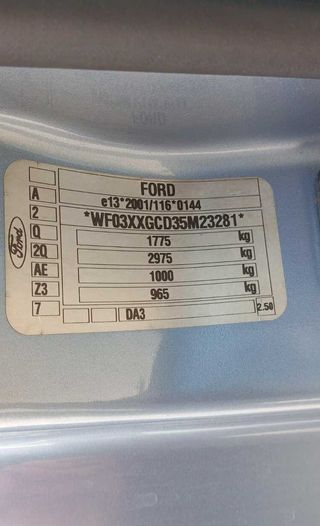 FORD
A e13*2001/116*0144
2 *WF03XXGCD35M23281*
Q 1775 kg
2Q 2975 kg
AE 1000 kg
Z3 965 kg
7 DA3 2.50
Ford